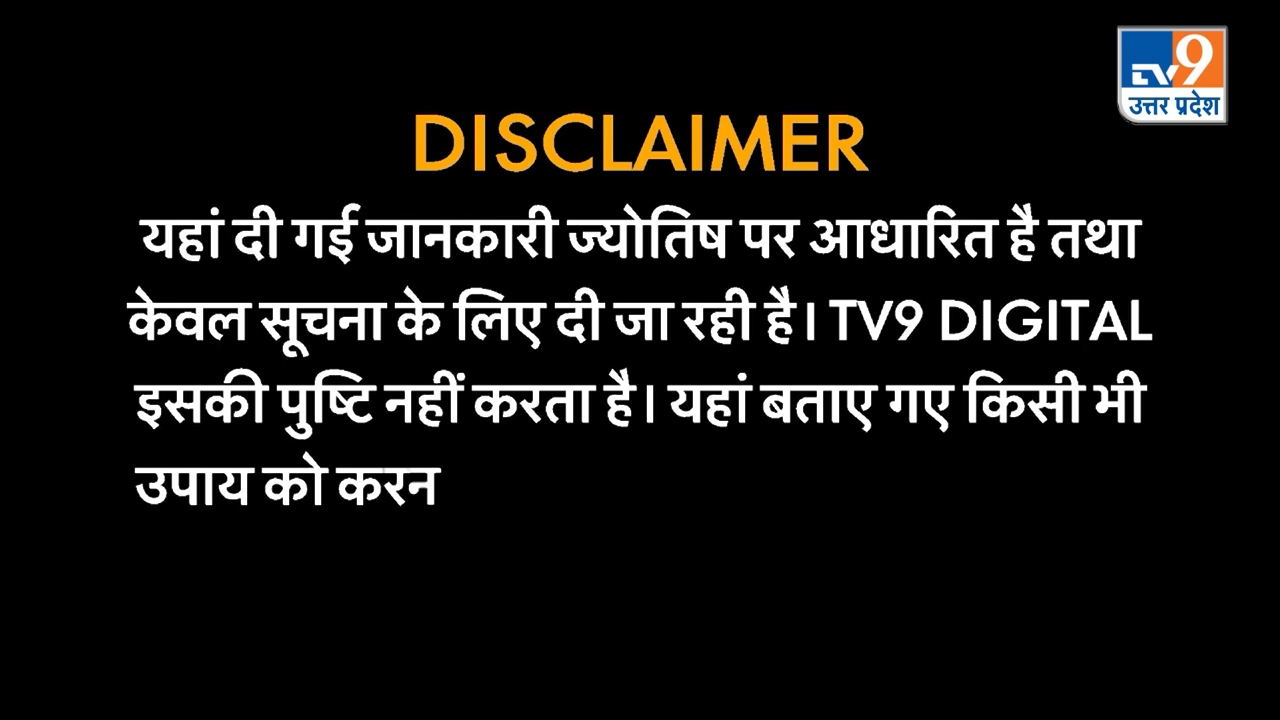 TV9
उत्तर प्रदेश
DISCLAIMER
यहां दी गई जानकारी ज्योतिष पर आधारित है तथा
केवल सूचना के लिए दी जा रही है। TV9 DIGITAL
इसकी पुष्टि नहीं करता है। यहां बताए गए किसी भी
उपाय को करन